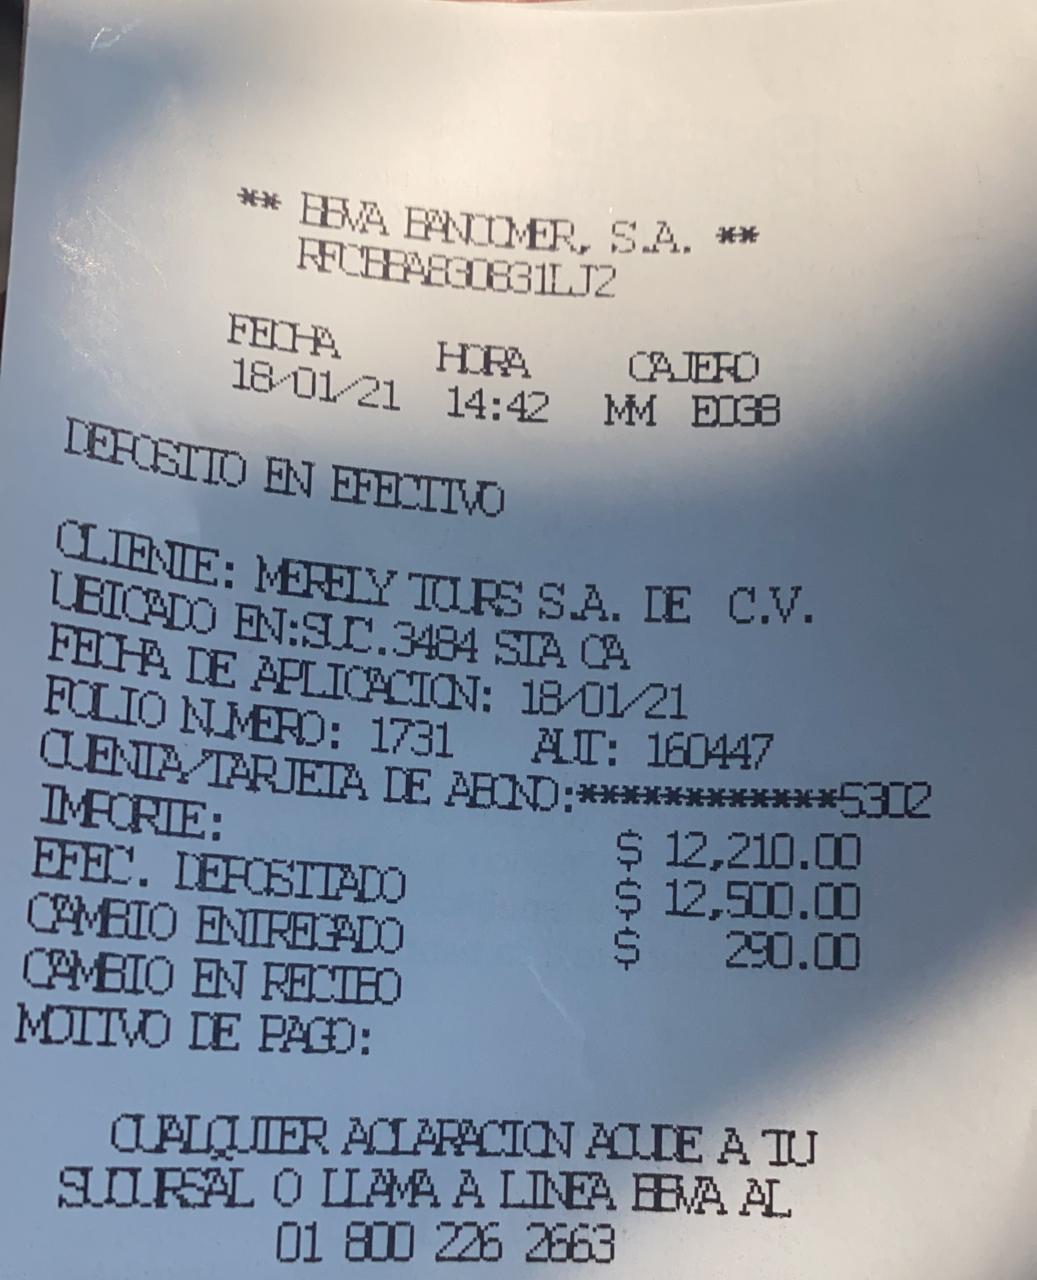 ** BBVA BANCOMER, S.A. **
RFC:BBA830831LJ2
FECHA HORA CAJERO
18/01/21 14:42 MM E038
DEPOSITO EN EFECTIVO
CLIENTE: MERELY TOURS S.A. DE C.V.
UBICADO EN:SUC.3484 STA CA
FECHA DE APLICACION: 18/01/21
FOLIO NUMERO: 1731 AUT: 160447
CUENTA/TARJETA DE ABONO:************5302
IMPORTE: $ 12,210.00
EFEC. DEPOSITADO $ 12,500.00
CAMBIO ENTREGADO $ 290.00
CAMBIO EN RECIBO
MOTIVO DE PAGO:
CUALQUIER ACLARACION ACUDE A TU
SUCURSAL O LLAMA A LINEA BBVA AL
01 800 226 2663